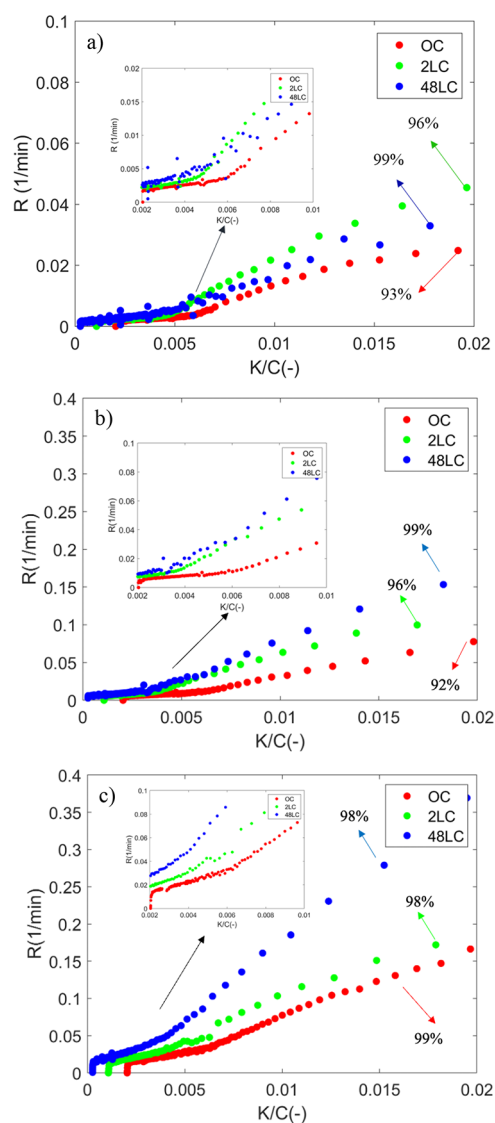 a)
0.1
0.08
0.06
0.04
0.02
0
R (1/min)
OC
2LC
48LC
0.02
0.015
0.01
0.005
0
R (1/min)
OC
2LC
48LC
0.002
0.004
0.006
0.008
0.01
K/C(-)
96%
99%
93%
0
0.005
0.01
0.015
0.02
K/C(-)
b)
0.4
0.35
0.3
0.25
0.2
0.15
0.1
0.05
0
R(1/min)
OC
2LC
48LC
0.1
0.08
0.06
0.04
0.02
0
R(1/min)
OC
2LC
48LC
0.002
0.004
0.006
0.008
0.01
K/C(-)
99%
96%
92%
0
0.005
0.01
0.015
0.02
K/C(-)
c)
0.4
0.35
0.3
0.25
0.2
0.15
0.1
0.05
0
R(1/min)
OC
2LC
48LC
0.1
0.08
0.06
0.04
0.02
0
R(1/min)
OC
2LC
48LC
0.002
0.004
0.006
0.008
0.01
K/C(-)
98%
98%
99%
0
0.005
0.01
0.015
0.02
K/C(-)